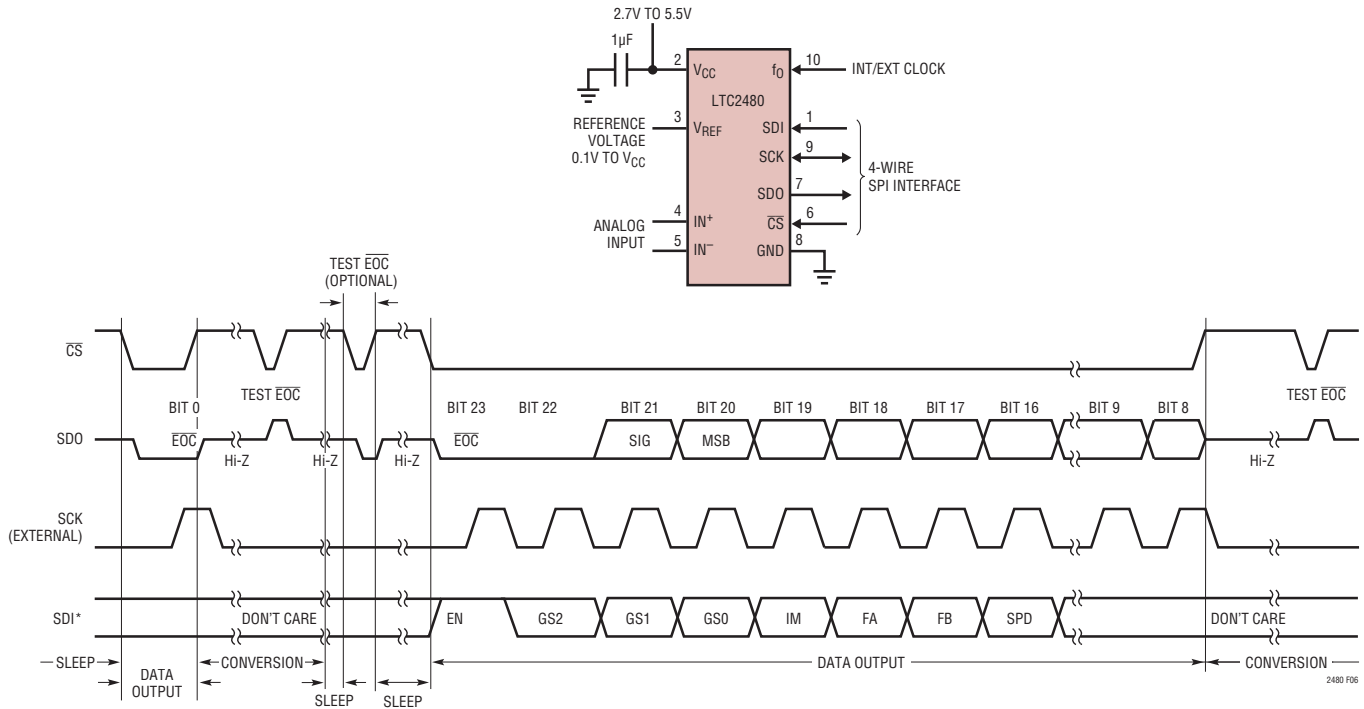 2.7V TO 5.5V
1µF
2 VCC
fO 10 INT/EXT CLOCK
LTC2480
REFERENCE
VOLTAGE
0.1V TO VCC
3 VREF
SDI 1
SCK 9
SDO 7
CS 6
4-WIRE
SPI INTERFACE
ANALOG
INPUT
4 IN+
5 IN–
GND 8
TEST EOC
(OPTIONAL)
CS
TEST EOC
TEST EOC
BIT 0
BIT 23 BIT 22 BIT 21 BIT 20 BIT 19 BIT 18 BIT 17 BIT 16 BIT 9 BIT 8
SDO
EOC
EOC
SIG MSB
Hi-Z Hi-Z Hi-Z Hi-Z
SCK
(EXTERNAL)
SDI*
DON'T CARE EN GS2 GS1 GS0 IM FA FB SPD DON'T CARE
SLEEP
DATA
OUTPUT
CONVERSION
SLEEP
SLEEP
DATA OUTPUT
CONVERSION
2480 F06